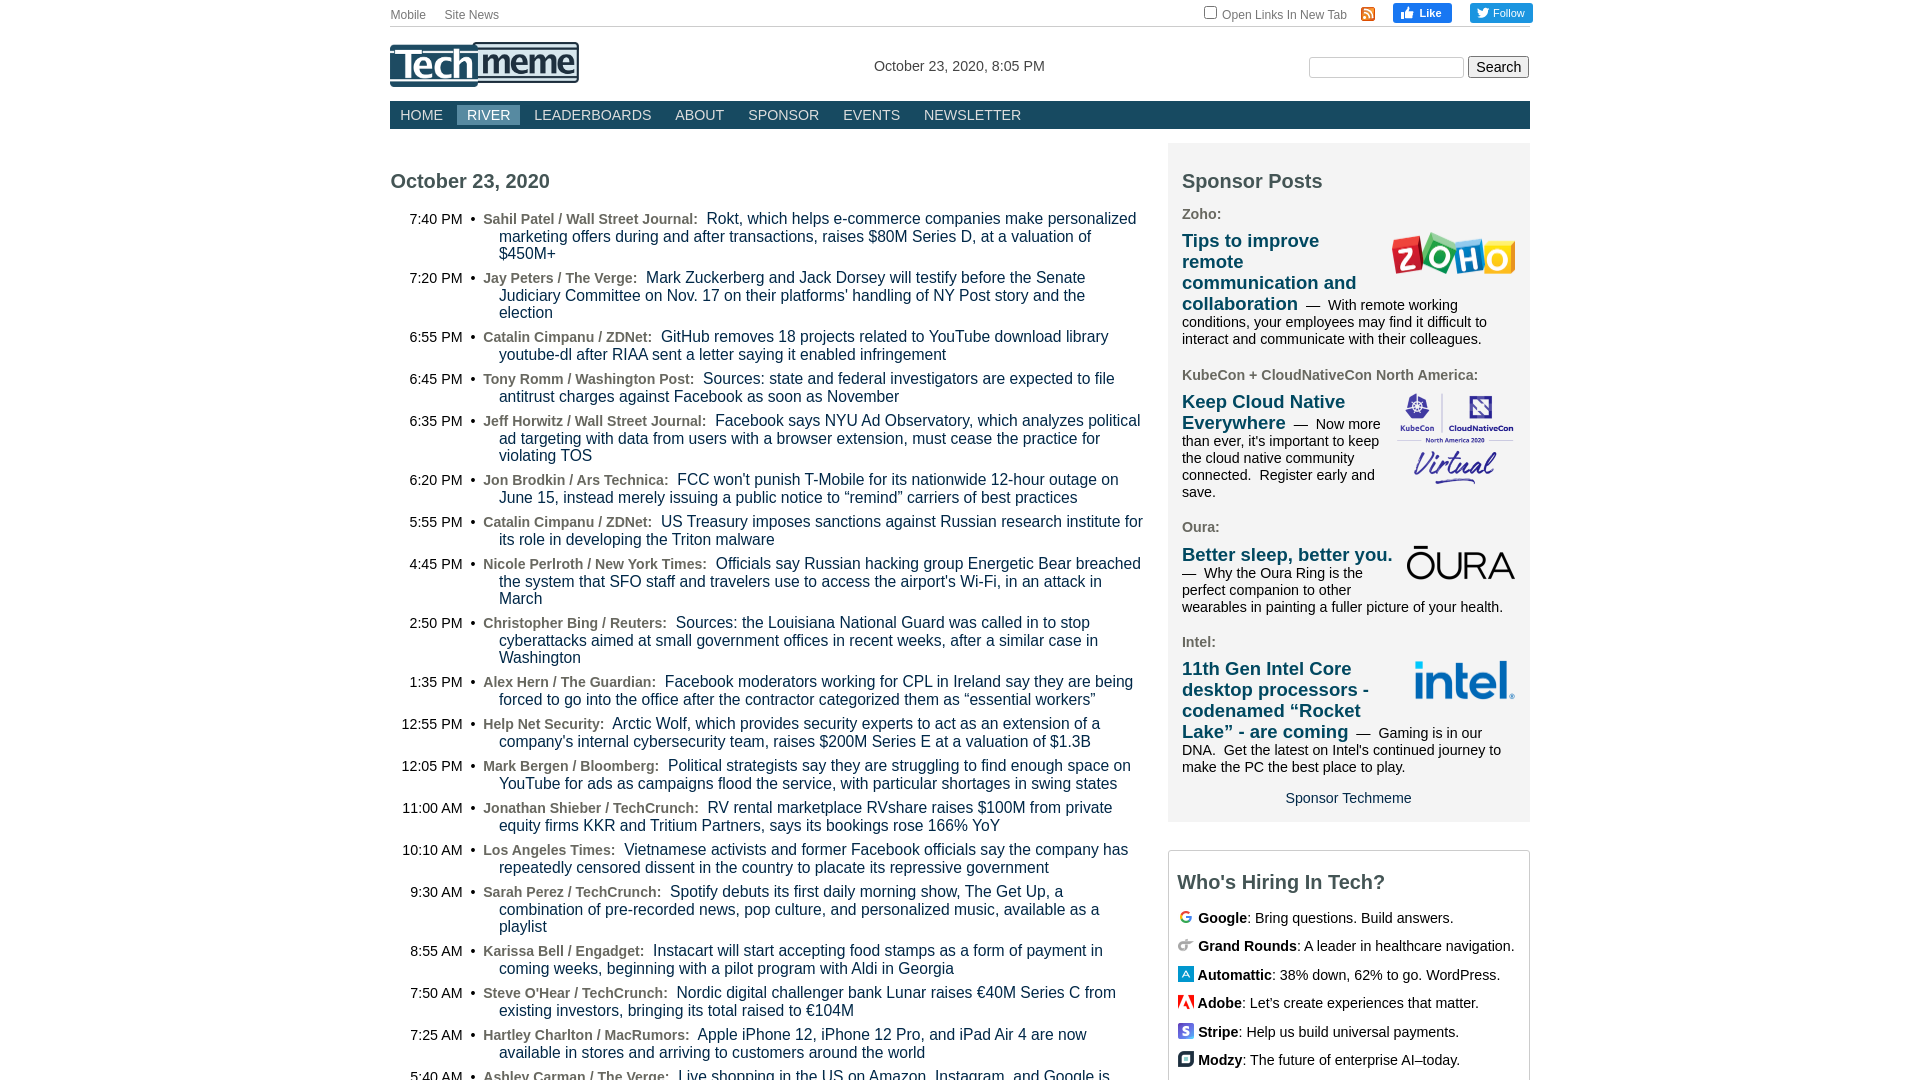 Mobile Site News Open Links In New Tab Like Follow
Techmeme October 23, 2020, 8:05 PM Search
HOME RIVER LEADERBOARDS ABOUT SPONSOR EVENTS NEWSLETTER
October 23, 2020
7:40 PM • Sahil Patel / Wall Street Journal: Rokt, which helps e-commerce companies make personalized
marketing offers during and after transactions, raises $80M Series D, at a valuation of
$450M+
7:20 PM • Jay Peters / The Verge: Mark Zuckerberg and Jack Dorsey will testify before the Senate
Judiciary Committee on Nov. 17 on their platforms' handling of NY Post story and the
election
6:55 PM • Catalin Cimpanu / ZDNet: GitHub removes 18 projects related to YouTube download library
youtube-dl after RIAA sent a letter saying it enabled infringement
6:45 PM • Tony Romm / Washington Post: Sources: state and federal investigators are expected to file
antitrust charges against Facebook as soon as November
6:35 PM • Jeff Horwitz / Wall Street Journal: Facebook says NYU Ad Observatory, which analyzes political
ad targeting with data from users with a browser extension, must cease the practice for
violating TOS
6:20 PM • Jon Brodkin / Ars Technica: FCC won't punish T-Mobile for its nationwide 12-hour outage on
June 15, instead merely issuing a public notice to “remind” carriers of best practices
5:55 PM • Catalin Cimpanu / ZDNet: US Treasury imposes sanctions against Russian research institute for
its role in developing the Triton malware
4:45 PM • Nicole Perlroth / New York Times: Officials say Russian hacking group Energetic Bear breached
the system that SFO staff and travelers use to access the airport's Wi-Fi, in an attack in
March
2:50 PM • Christopher Bing / Reuters: Sources: the Louisiana National Guard was called in to stop
cyberattacks aimed at small government offices in recent weeks, after a similar case in
Washington
1:35 PM • Alex Hern / The Guardian: Facebook moderators working for CPL in Ireland say they are being
forced to go into the office after the contractor categorized them as “essential workers”
12:55 PM • Help Net Security: Arctic Wolf, which provides security experts to act as an extension of a
company's internal cybersecurity team, raises $200M Series E at a valuation of $1.3B
12:05 PM • Mark Bergen / Bloomberg: Political strategists say they are struggling to find enough space on
YouTube for ads as campaigns flood the service, with particular shortages in swing states
11:00 AM • Jonathan Shieber / TechCrunch: RV rental marketplace RVshare raises $100M from private
equity firms KKR and Tritium Partners, says its bookings rose 166% YoY
10:10 AM • Los Angeles Times: Vietnamese activists and former Facebook officials say the company has
repeatedly censored dissent in the country to placate its repressive government
9:30 AM • Sarah Perez / TechCrunch: Spotify debuts its first daily morning show, The Get Up, a
combination of pre-recorded news, pop culture, and personalized music, available as a
playlist
8:55 AM • Karissa Bell / Engadget: Instacart will start accepting food stamps as a form of payment in
coming weeks, beginning with a pilot program with Aldi in Georgia
7:50 AM • Steve O'Hear / TechCrunch: Nordic digital challenger bank Lunar raises €40M Series C from
existing investors, bringing its total raised to €104M
7:25 AM • Hartley Charlton / MacRumors: Apple iPhone 12, iPhone 12 Pro, and iPad Air 4 are now
available in stores and arriving to customers around the world
5:40 AM • Ashley Carman / The Verge: Live shopping in the US on Amazon, Instagram, and Google is
Sponsor Posts
Zoho:
Tips to improve
remote
communication and
collaboration — With remote working
conditions, your employees may find it difficult to
interact and communicate with their colleagues.
ZOHO
KubeCon + CloudNativeCon North America:
Keep Cloud Native
Everywhere — Now more
than ever, it's important to keep
the cloud native community
connected. Register early and
save.
KubeCon CloudNativeCon
North America 2020
Virtual
Oura:
Better sleep, better you.
— Why the Oura Ring is the
perfect companion to other
wearables in painting a fuller picture of your health.
ŌURA
Intel:
11th Gen Intel Core
desktop processors -
codenamed “Rocket
Lake” - are coming — Gaming is in our
DNA. Get the latest on Intel's continued journey to
make the PC the best place to play.
intel®
Sponsor Techmeme
Who's Hiring In Tech?
Google: Bring questions. Build answers.
Grand Rounds: A leader in healthcare navigation.
Automattic: 38% down, 62% to go. WordPress.
Adobe: Let's create experiences that matter.
Stripe: Help us build universal payments.
Modzy: The future of enterprise AI–today.